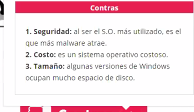 Contras
1. Seguridad: al ser el S.O. más utilizado, es el
que más malware atrae.
2. Costo: es un sistema operativo costoso.
3. Tamaño: algunas versiones de Windows
ocupan mucho espacio de disco.